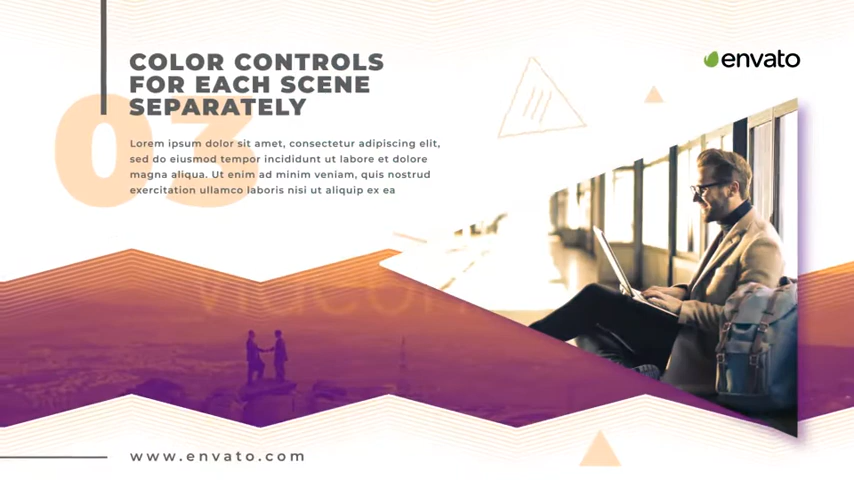 COLOR CONTROLS
FOR EACH SCENE
SEPARATELY
envato
03
Lorem ipsum dolor sit amet, consectetur adipiscing elit,
sed do eiusmod tempor incididunt ut labore et dolore
magna aliqua. Ut enim ad minim veniam, quis nostrud
exercitation ullamco laboris nisi ut aliquip ex ea
www.envato.com